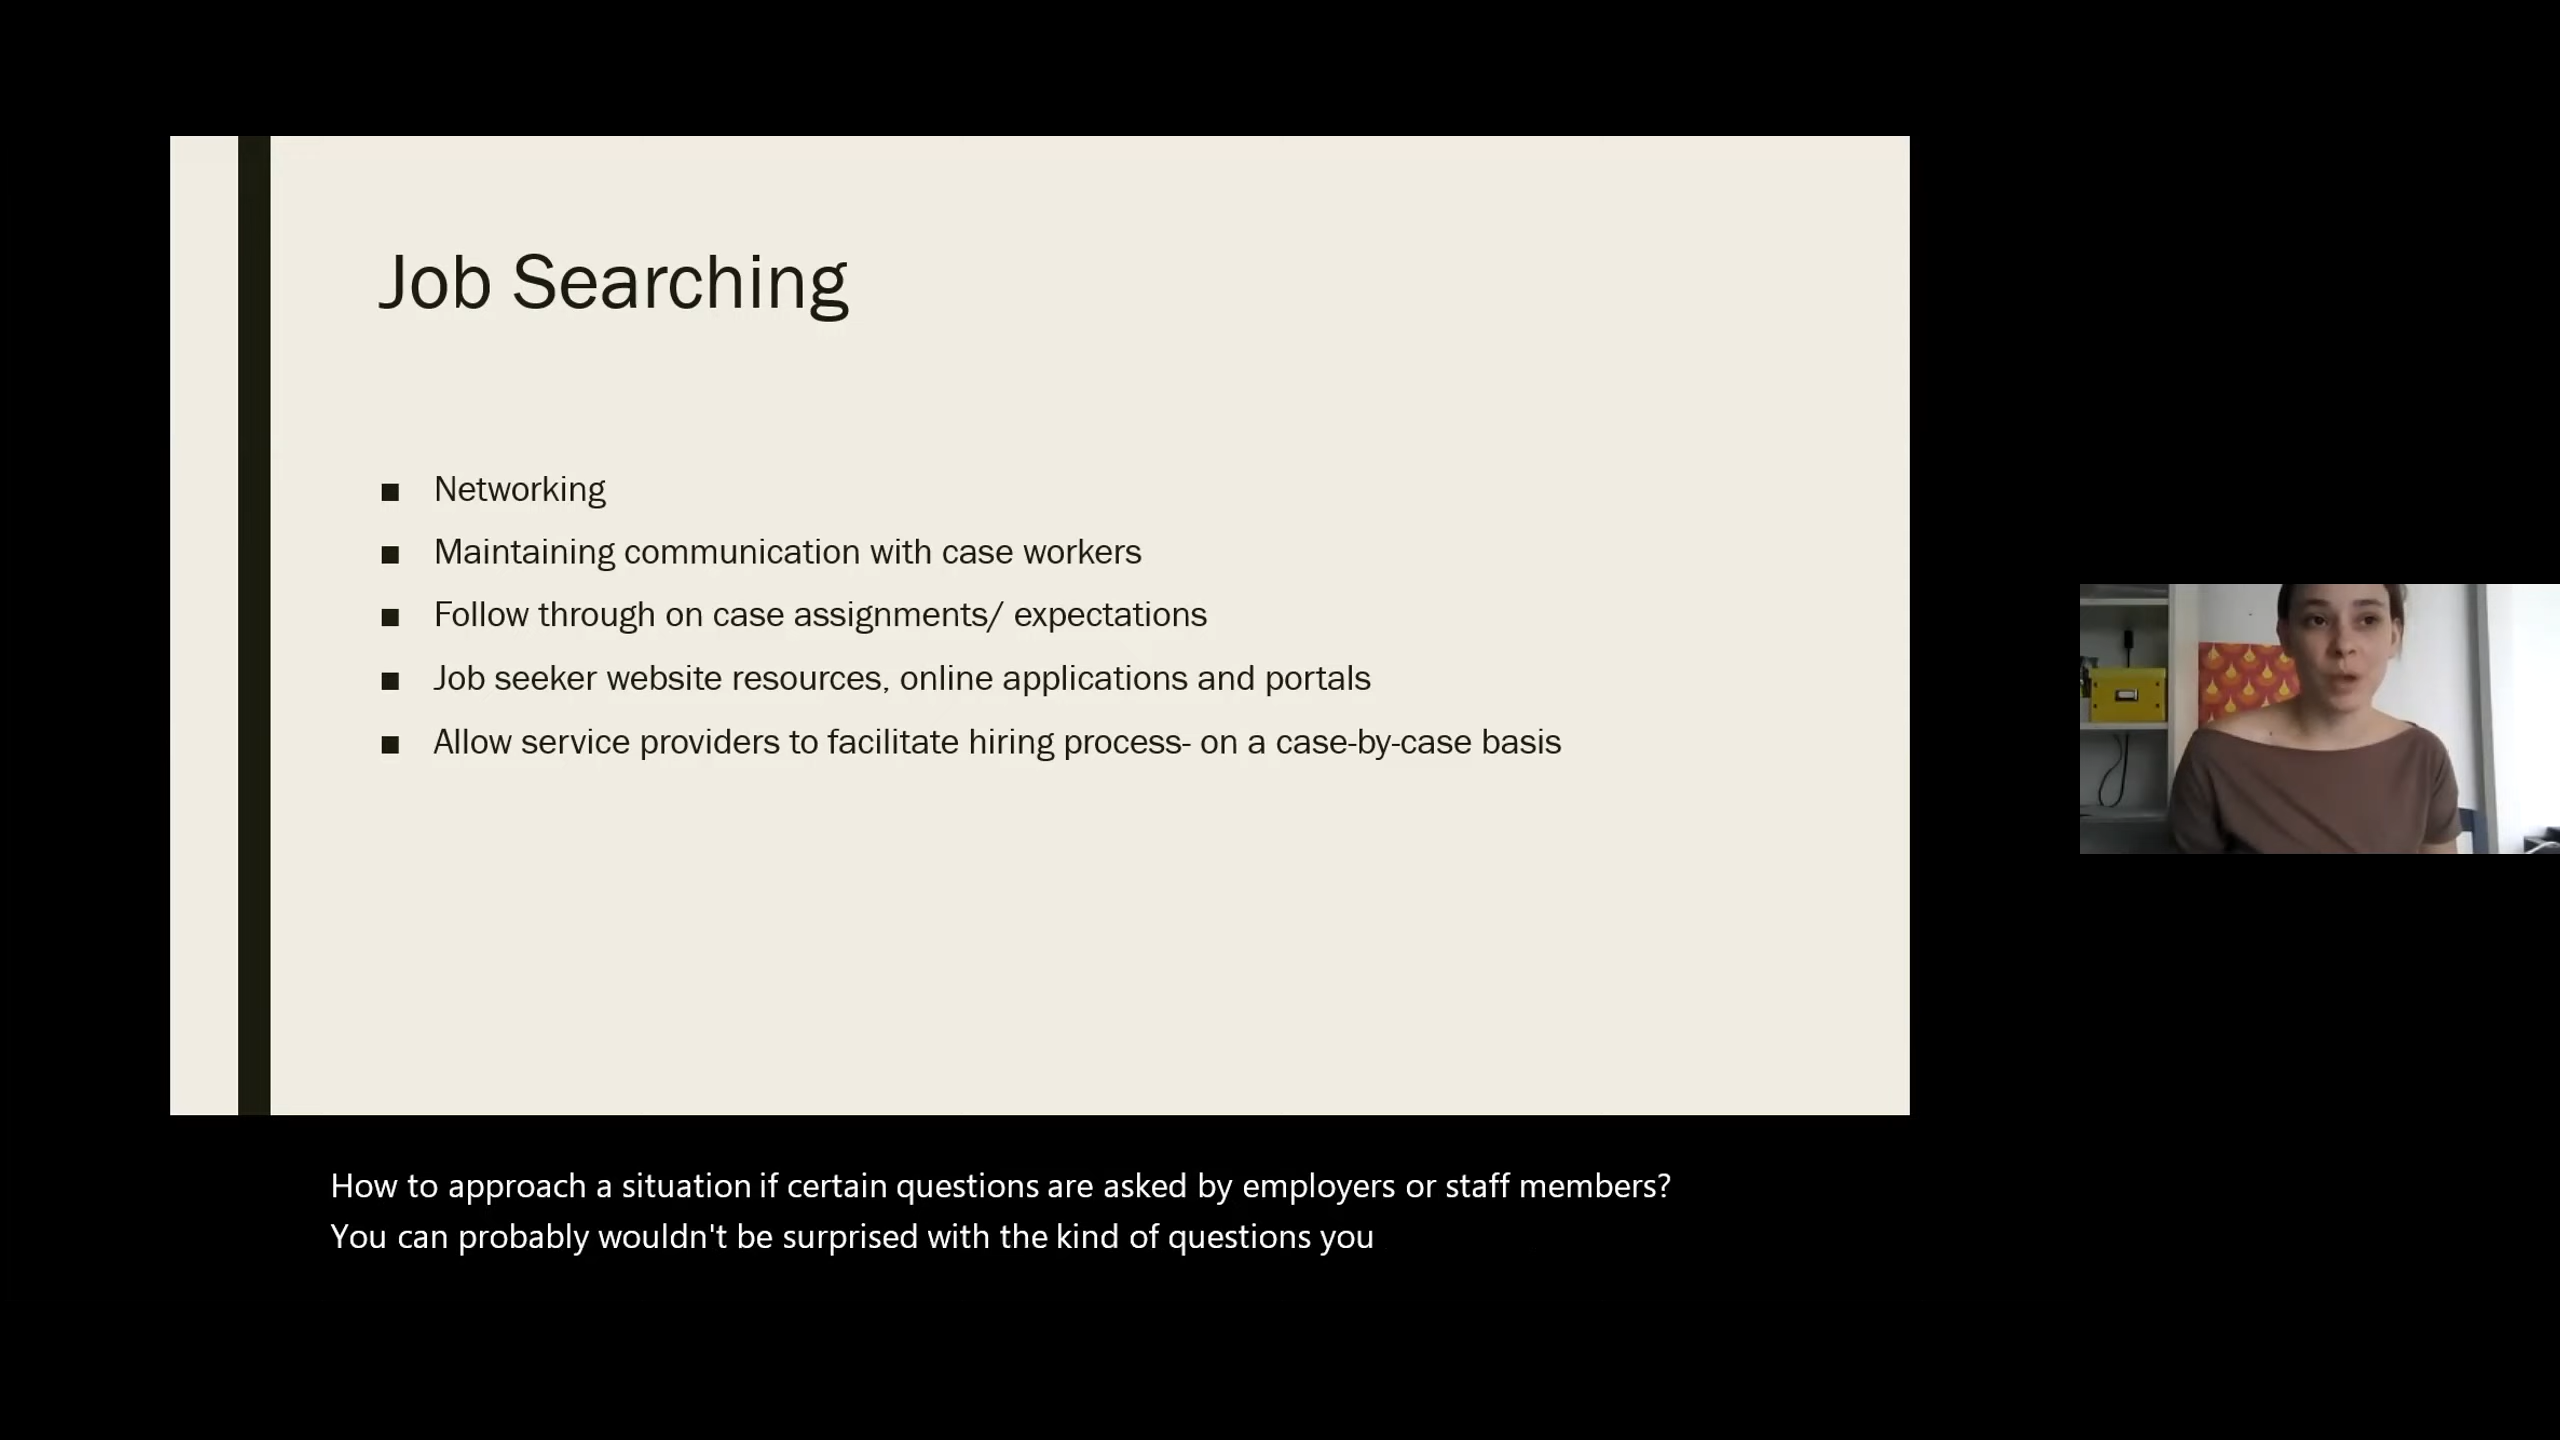 Job Searching
■ Networking
■ Maintaining communication with case workers
■ Follow through on case assignments/ expectations
■ Job seeker website resources, online applications and portals
■ Allow service providers to facilitate hiring process- on a case-by-case basis
How to approach a situation if certain questions are asked by employers or staff members?
You can probably wouldn't be surprised with the kind of questions you